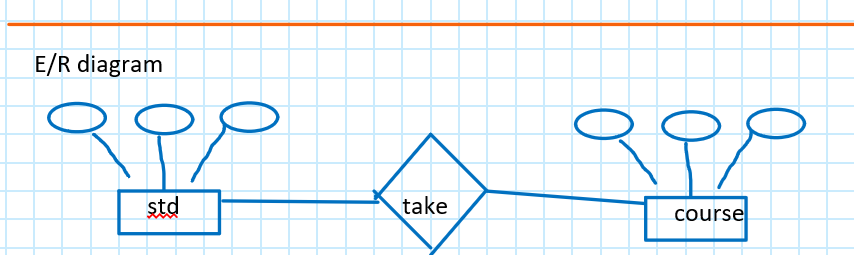 E/R diagram
std
take
course